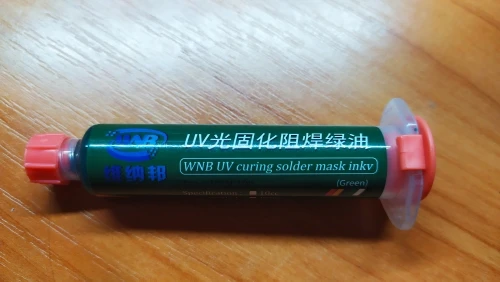 WNB
UV光固化阻焊绿油
WNB UV curing solder mask inkv
(Green)